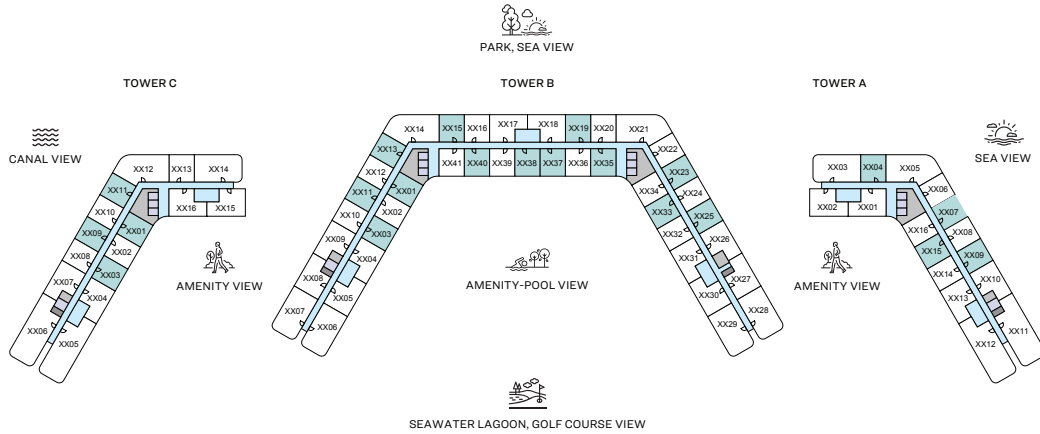 PARK, SEA VIEW
TOWER C
TOWER B
TOWER A
CANAL VIEW
SEA VIEW
XX12
XX13
XX14
XX11
XX10
XX01
XX16
XX15
XX09
XX02
XX08
XX03
XX07
XX04
XX06
XX05
AMENITY VIEW
XX14
XX15
XX16
XX17
XX18
XX19
XX20
XX21
XX13
XX41
XX40
XX39
XX38
XX37
XX36
XX35
XX22
XX12
XX23
XX11
XX01
XX34
XX24
XX10
XX02
XX33
XX25
XX09
XX03
XX32
XX26
XX08
XX04
XX31
XX27
XX07
XX05
XX30
XX28
XX06
XX29
AMENITY-POOL VIEW
XX03
XX04
XX05
XX02
XX01
XX06
XX07
XX16
XX08
XX15
XX09
XX14
XX10
XX13
XX11
XX12
AMENITY VIEW
SEAWATER LAGOON, GOLF COURSE VIEW